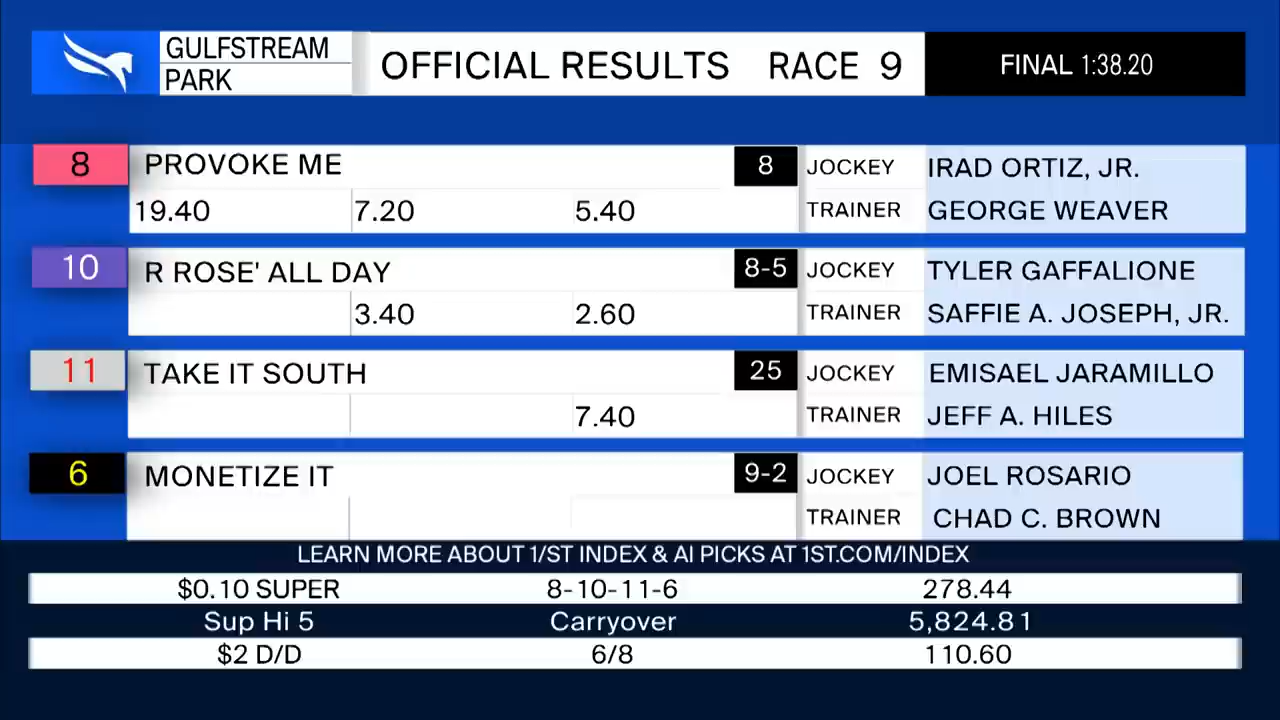 GULFSTREAM
PARK
OFFICIAL RESULTS RACE 9
FINAL 1:38.20
8 PROVOKE ME 8 JOCKEY IRAD ORTIZ, JR.
19.40 7.20 5.40 TRAINER GEORGE WEAVER
10 R ROSE' ALL DAY 8-5 JOCKEY TYLER GAFFALIONE
3.40 2.60 TRAINER SAFFIE A. JOSEPH, JR.
11 TAKE IT SOUTH 25 JOCKEY EMISAEL JARAMILLO
7.40 TRAINER JEFF A. HILES
6 MONETIZE IT 9-2 JOCKEY JOEL ROSARIO
TRAINER CHAD C. BROWN
LEARN MORE ABOUT 1/ST INDEX & AI PICKS AT 1ST.COM/INDEX
$0.10 SUPER 8-10-11-6 278.44
Sup Hi 5 Carryover 5,824.81
$2 D/D 6/8 110.60